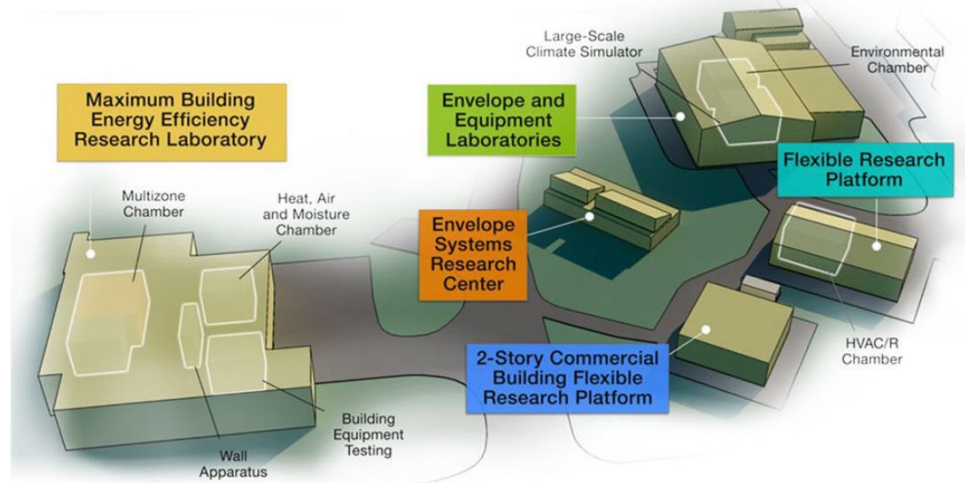 Large-Scale
Climate Simulator
Environmental
Chamber
Maximum Building
Energy Efficiency
Research Laboratory
Envelope and
Equipment
Laboratories
Flexible Research
Platform
Multizone
Chamber
Heat, Air
and Moisture
Chamber
Envelope
Systems
Research
Center
2-Story Commercial
Building Flexible
Research Platform
HVAC/R
Chamber
Building
Equipment
Testing
Wall
Apparatus